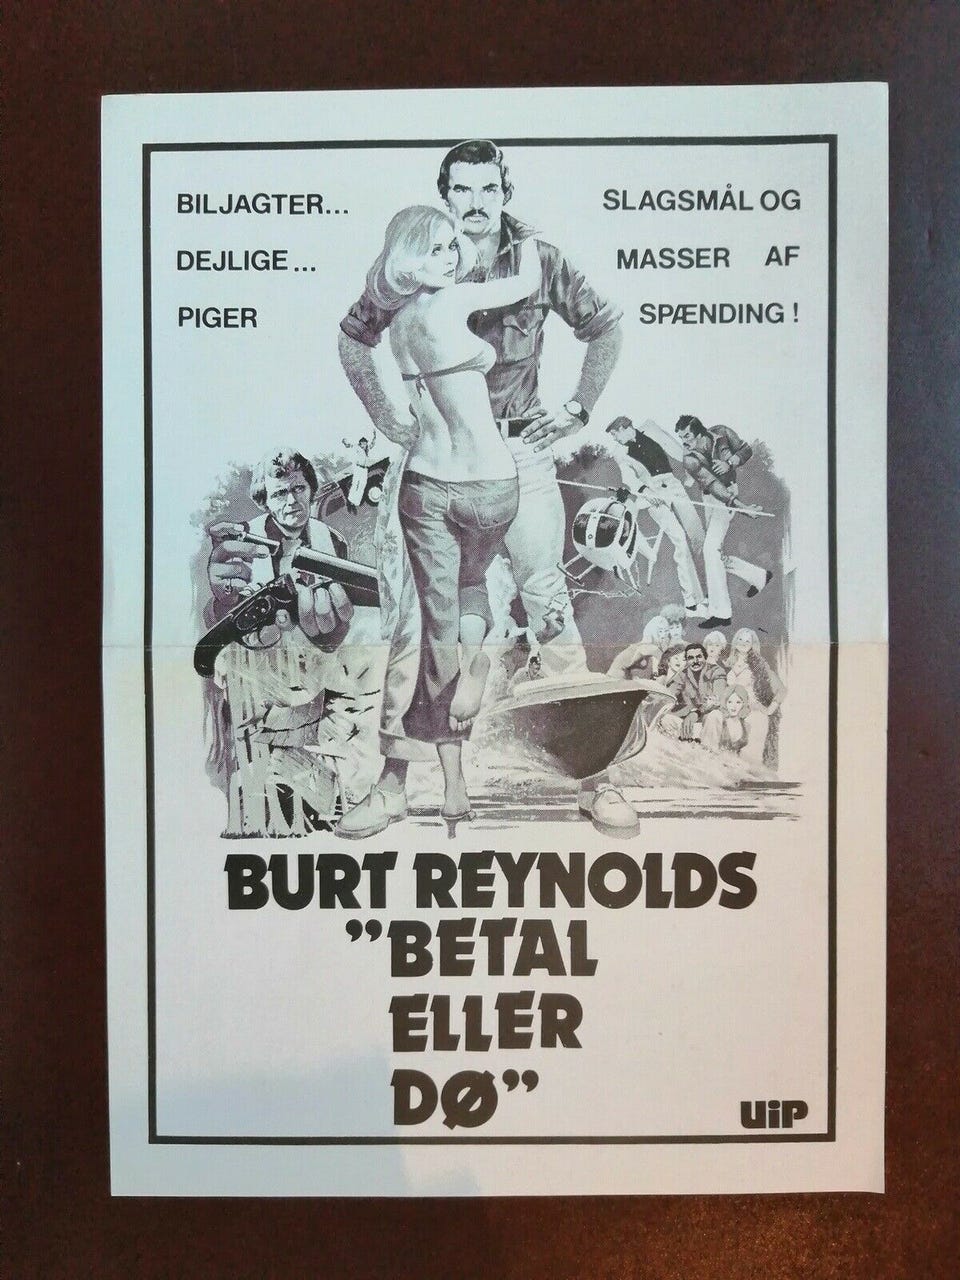 BILJAGTER...
DEJLIGE...
PIGER
SLAGSMÅL OG
MASSER AF
SPÆNDING!
BURT REYNOLDS
”BETAL
ELLER
DØ”
UiP